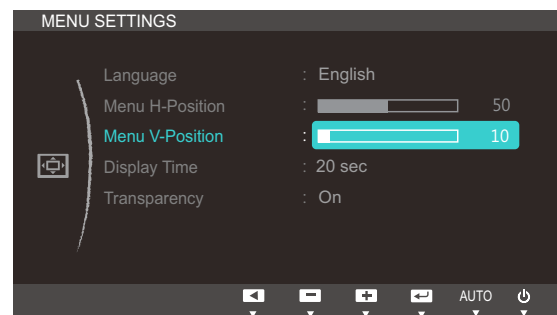 MENU SETTINGS
Language : English
Menu H-Position : 50
Menu V-Position : 10
Display Time : 20 sec
Transparency : On
AUTO